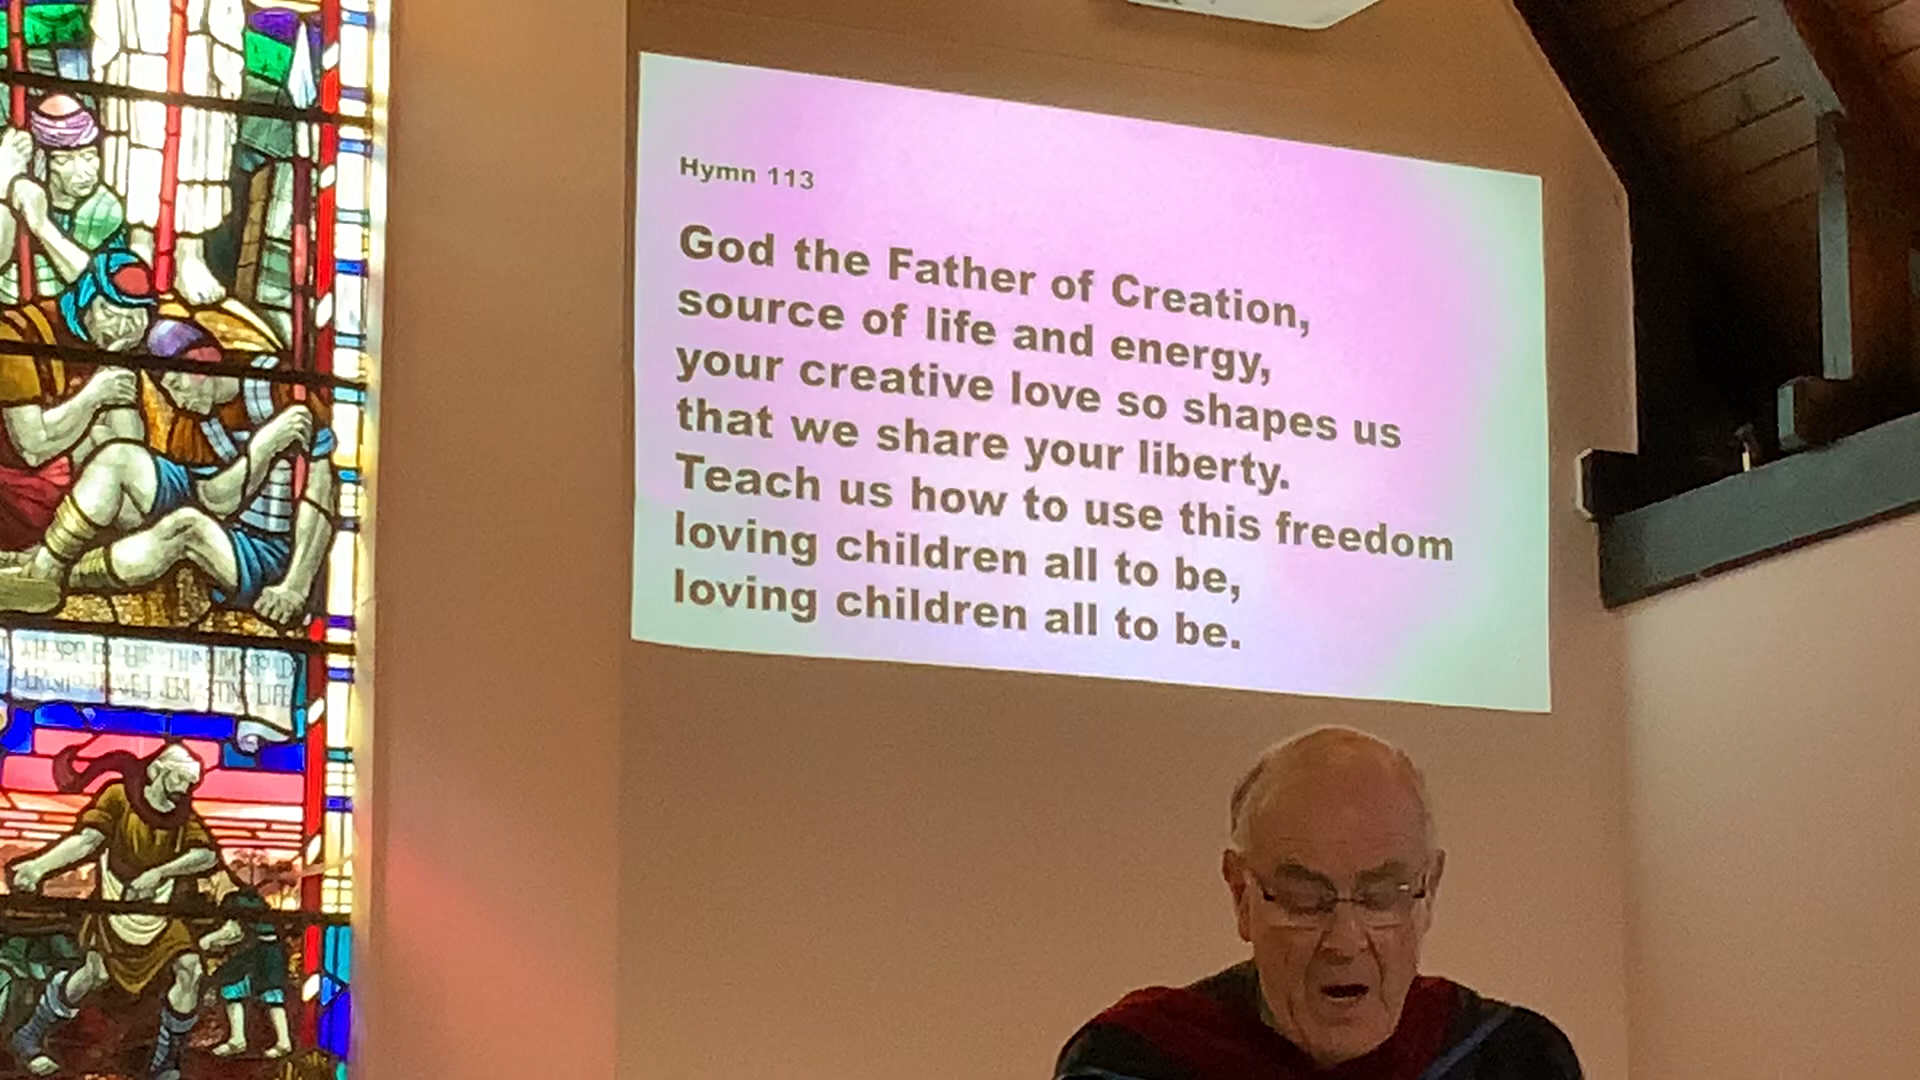 Hymn 113
God the Father of Creation,
source of life and energy,
your creative love so shapes us
that we share your liberty.
Teach us how to use this freedom
loving children all to be,
loving children all to be.
LIFE